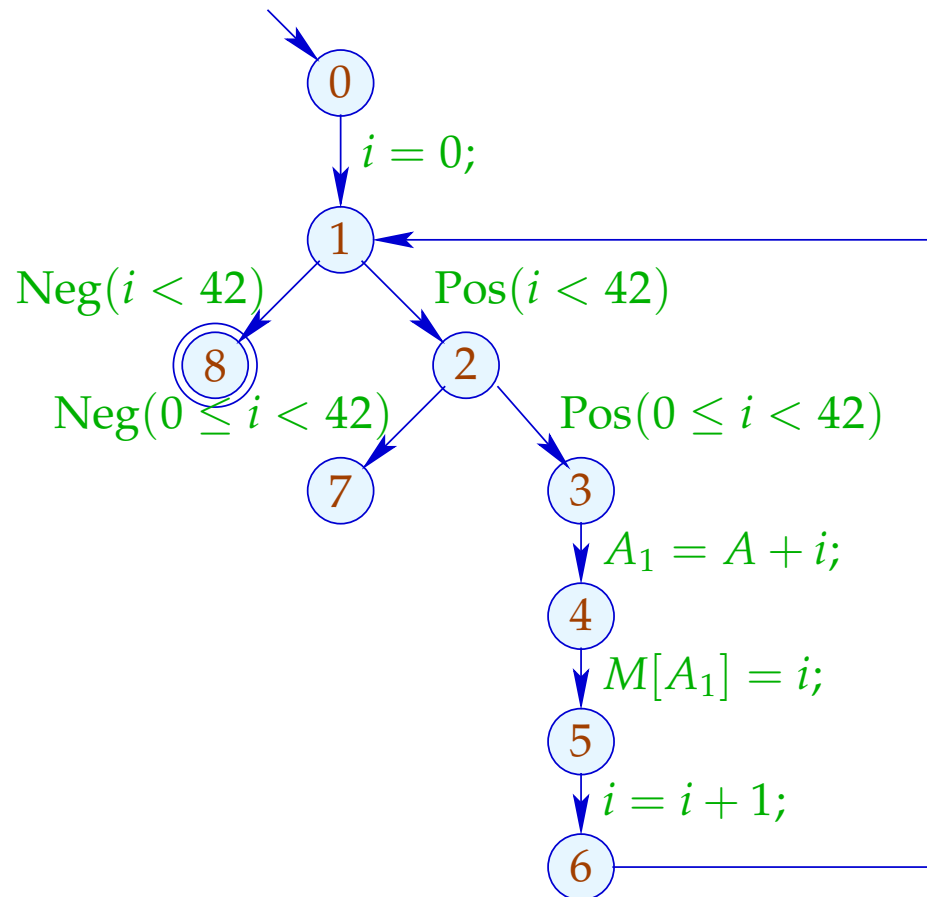 0
i = 0;
1
Neg(i < 42) Pos(i < 42)
8 2
Neg(0 ≤ i < 42) Pos(0 ≤ i < 42)
7 3
A₁ = A + i;
4
M[A₁] = i;
5
i = i + 1;
6